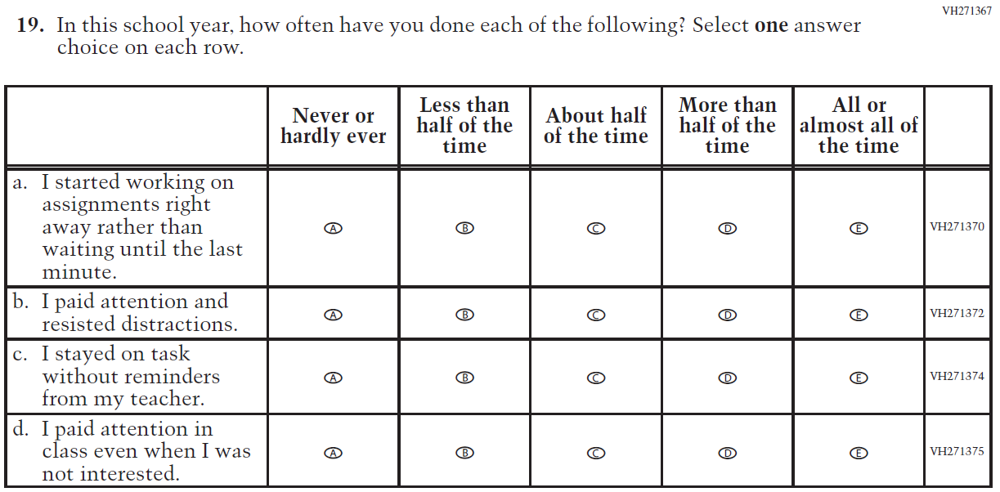 VH271367
19. In this school year, how often have you done each of the following? Select one answer
choice on each row.
Never or
hardly ever
Less than
half of the
time
About half
of the time
More than
half of the
time
All or
almost all of
the time
a. I started working on
assignments right
away rather than
waiting until the last
minute.
A B C D E VH271370
b. I paid attention and
resisted distractions.
A B C D E VH271372
c. I stayed on task
without reminders
from my teacher.
A B C D E VH271374
d. I paid attention in
class even when I was
not interested.
A B C D E VH271375